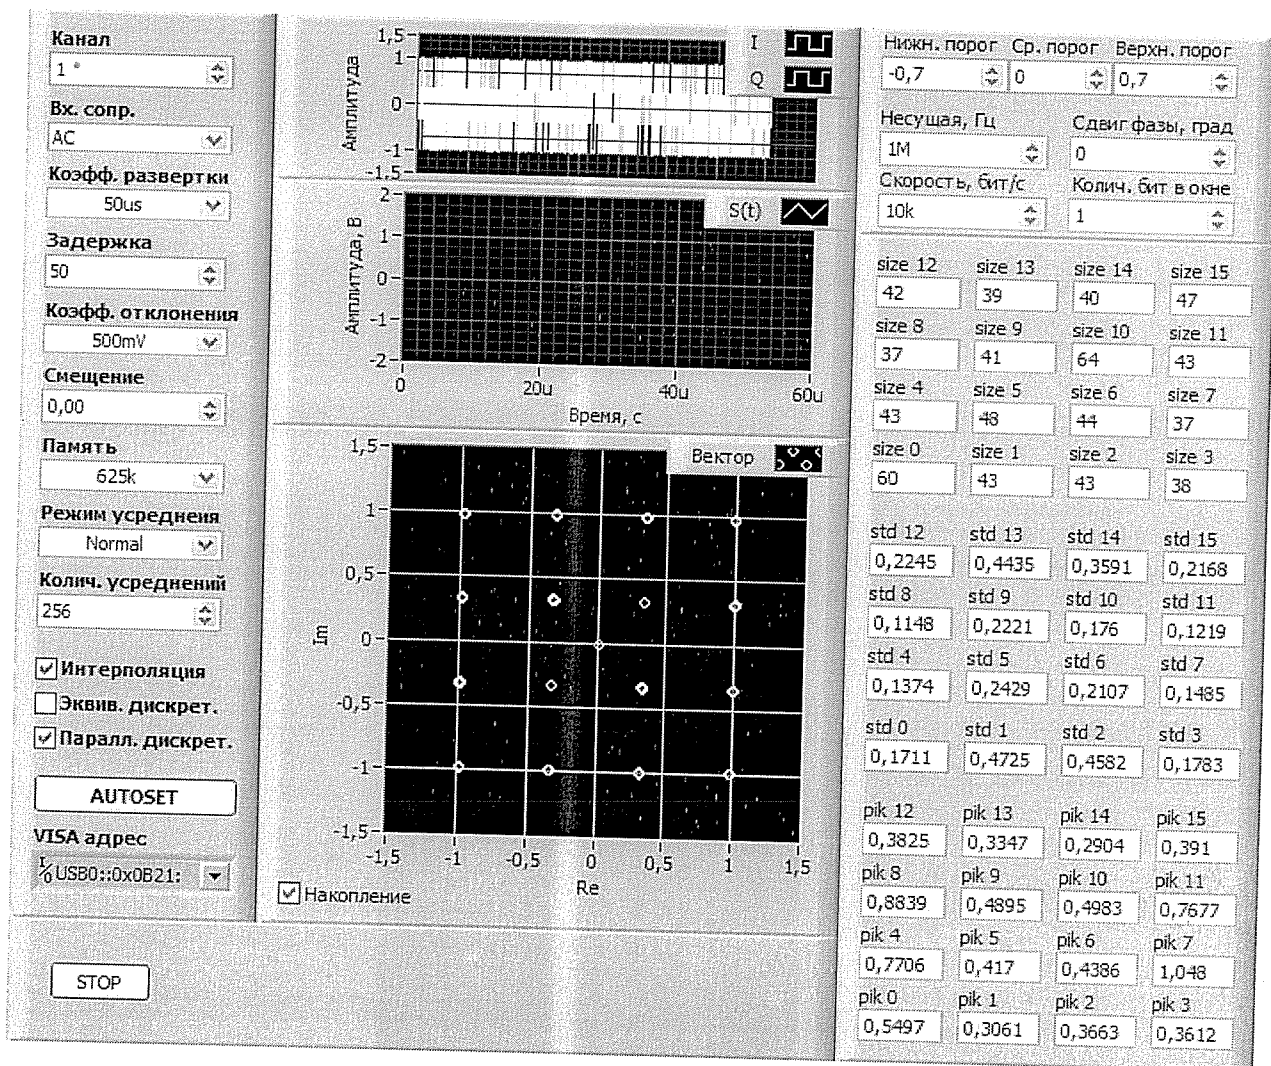 Канал
1
Вх. сопр.
AC
Коэфф. развертки
50us
Задержка
50
Коэфф. отклонения
500mV
Смещение
0,00
Память
625k
Режим усреднеия
Normal
Колич. усреднений
256
Интерполяция
Эквив. дискрет.
Паралл. дискрет.
AUTOSET
VISA адрес
I/O USB0::0x0B21:
STOP
Амплитуда
1,5
1
0
-1
-1,5
I
Q
Амплитуда, В
2
1
0
-1
-2
S(t)
0
20u
40u
60u
Время, с
Im
1,5
1
0,5
0
-0,5
-1
-1,5
Вектор
-1,5
-1
-0,5
0
0,5
1
1,5
Re
Накопление
Нижн. порог Ср. порог Верхн. порог
-0,7 0 0,7
Несущая, Гц Сдвиг фазы, град
1M 0
Скорость, бит/с Колич. бит в окне
10k 1
size 12 size 13 size 14 size 15
42 39 40 47
size 8 size 9 size 10 size 11
37 41 64 43
size 4 size 5 size 6 size 7
43 48 44 37
size 0 size 1 size 2 size 3
60 43 43 38
std 12 std 13 std 14 std 15
0,2245 0,4435 0,3591 0,2168
std 8 std 9 std 10 std 11
0,1148 0,2221 0,176 0,1219
std 4 std 5 std 6 std 7
0,1374 0,2429 0,2107 0,1485
std 0 std 1 std 2 std 3
0,1711 0,4725 0,4582 0,1783
pik 12 pik 13 pik 14 pik 15
0,3825 0,3347 0,2904 0,391
pik 8 pik 9 pik 10 pik 11
0,8839 0,4895 0,4983 0,7677
pik 4 pik 5 pik 6 pik 7
0,7706 0,417 0,4386 1,048
pik 0 pik 1 pik 2 pik 3
0,5497 0,3061 0,3663 0,3612